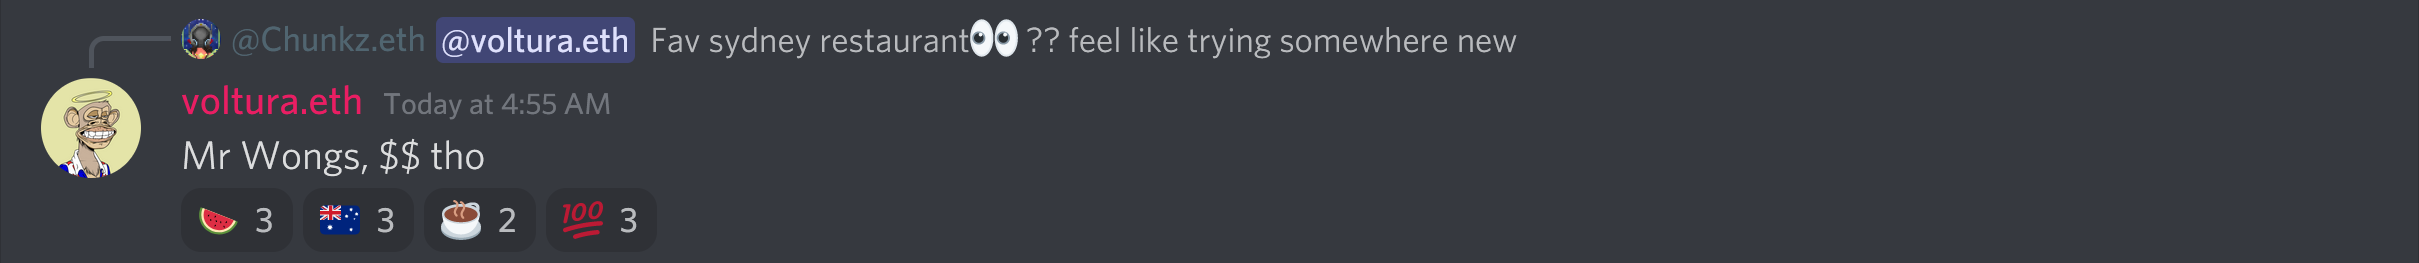 @Chunkz.eth @voltura.eth Fav sydney restaurant👀 ?? feel like trying somewhere new
voltura.eth Today at 4:55 AM
Mr Wongs, $$ tho
🍉 3 🇦🇺 3 ☕ 2 💯 3